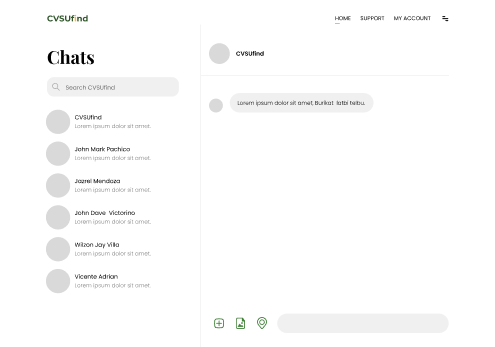 CVSUfind
HOME SUPPORT MY ACCOUNT
Chats
Search CVSUfind
CVSUfind
Lorem ipsum dolor sit amet.
John Mark Pachico
Lorem ipsum dolor sit amet.
Jazrel Mendoza
Lorem ipsum dolor sit amet.
John Dave Victorino
Lorem ipsum dolor sit amet.
Wilzon Jay Villa
Lorem ipsum dolor sit amet.
Vicente Adrian
Lorem ipsum dolor sit amet.
CVSUfind
Lorem ipsum dolor sit amet. Burikat latbi teibu.